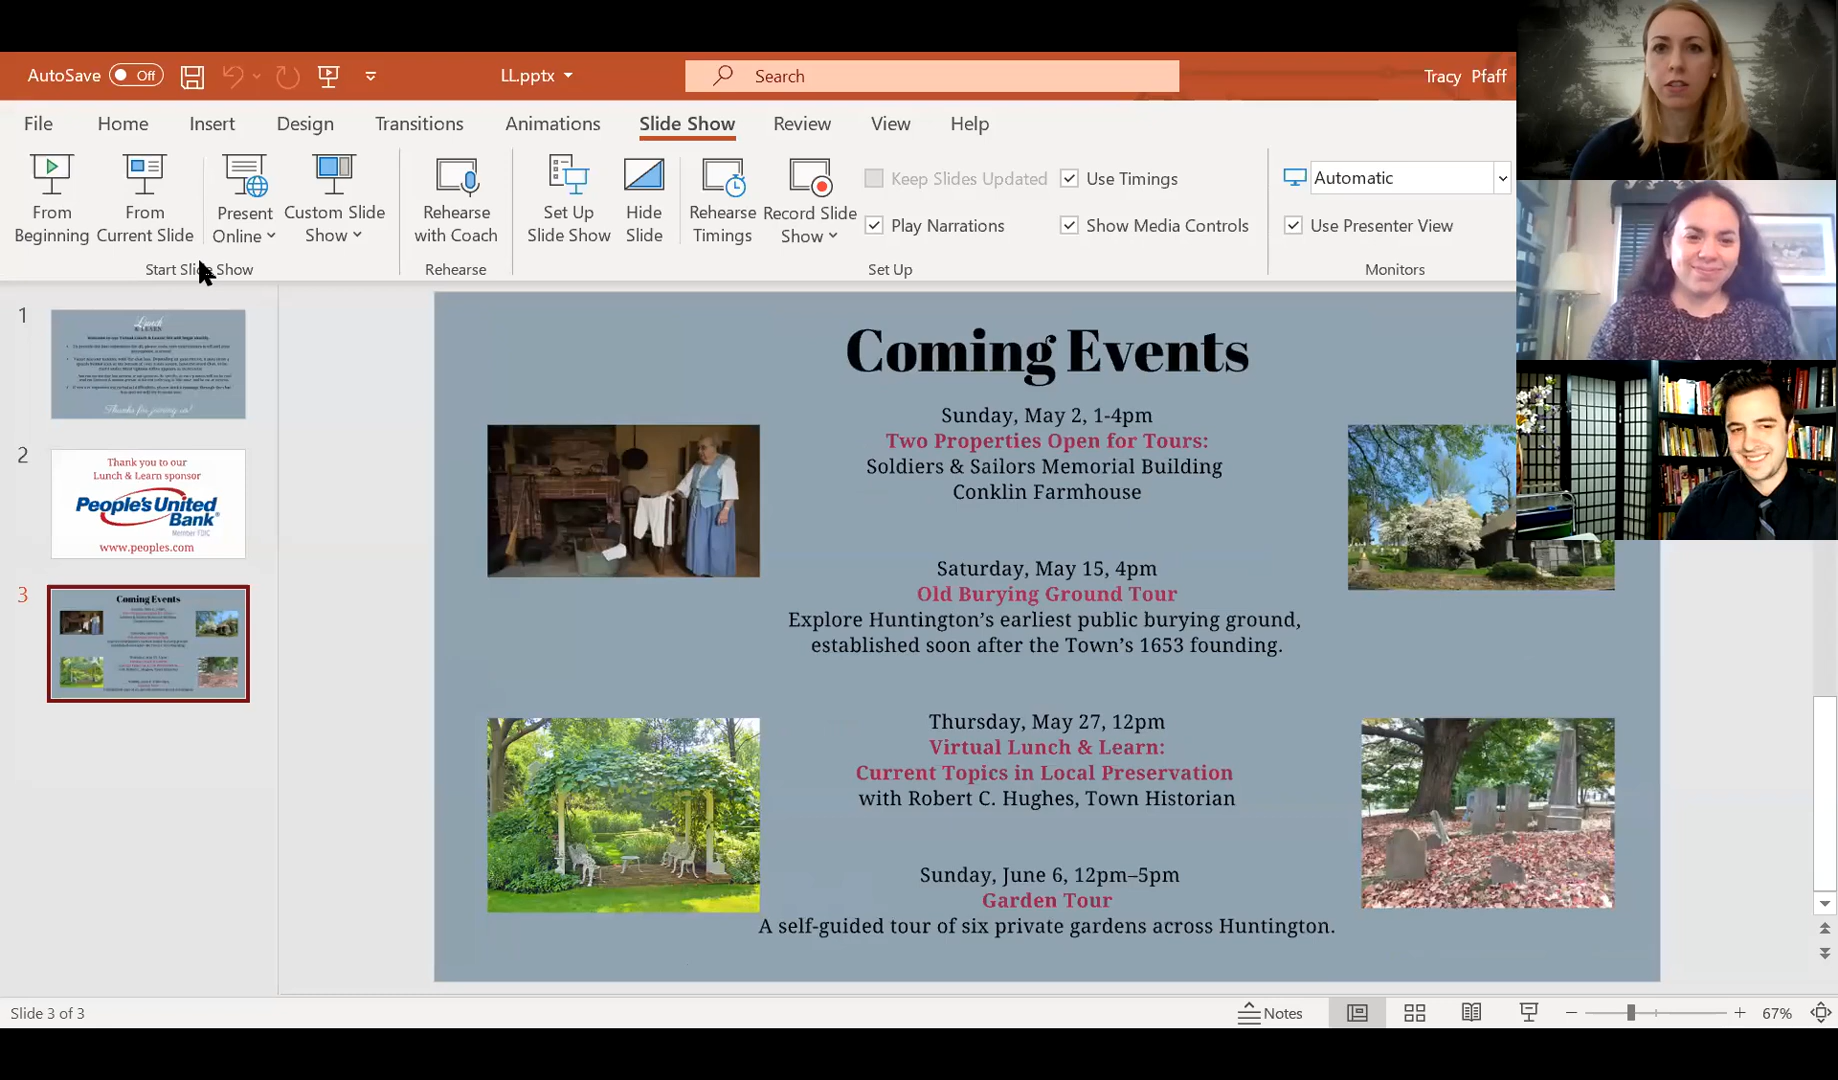 AutoSave Off
LL.pptx
Search
Tracy Pfaff
File Home Insert Design Transitions Animations Slide Show Review View Help
From Beginning
From Current Slide
Present Online
Custom Slide Show
Start Slide Show
Rehearse with Coach
Rehearse
Set Up Slide Show
Hide Slide
Rehearse Timings
Record Slide Show
Keep Slides Updated
Play Narrations
Use Timings
Show Media Controls
Set Up
Automatic
Use Presenter View
Monitors
1
Lunch
& LEARN
Thanks for joining us!
2
Thank you to our
Lunch & Learn sponsor
People's United
Bank
Member FDIC
www.peoples.com
3
Coming Events
Coming Events
Sunday, May 2, 1-4pm
Two Properties Open for Tours:
Soldiers & Sailors Memorial Building
Conklin Farmhouse
Saturday, May 15, 4pm
Old Burying Ground Tour
Explore Huntington’s earliest public burying ground,
established soon after the Town’s 1653 founding.
Thursday, May 27, 12pm
Virtual Lunch & Learn:
Current Topics in Local Preservation
with Robert C. Hughes, Town Historian
Sunday, June 6, 12pm–5pm
Garden Tour
A self-guided tour of six private gardens across Huntington.
Slide 3 of 3
Notes
67%